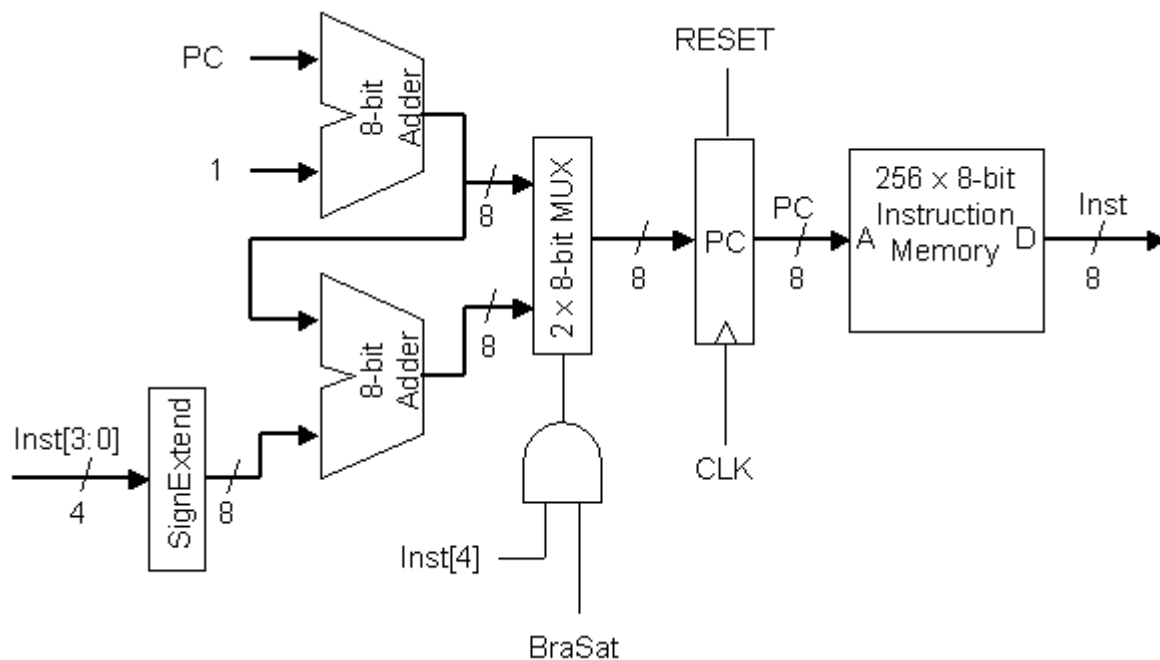 PC
1
8-bit
Adder
8
8-bit
Adder
8
Inst[3:0]
4
SignExtend
8
2 × 8-bit MUX
Inst[4]
BraSat
8
RESET
PC
CLK
PC
8
256 × 8-bit
Instruction
Memory
A
D
Inst
8